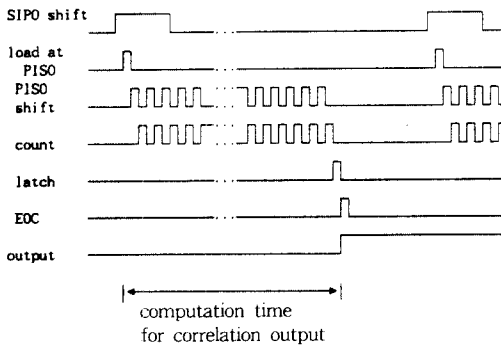 SIPO shift
load at
PISO
PISO
shift
count
latch
EOC
output
computation time
for correlation output